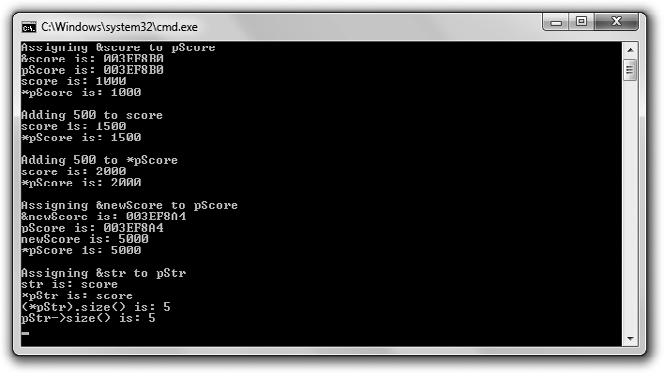 C:\Windows\system32\cmd.exe
Assigning &score to pScore
&score is: 003EF8B0
pScore is: 003EF8B0
score is: 1000
*pScore is: 1000
Adding 500 to score
score is: 1500
*pScore is: 1500
Adding 500 to *pScore
score is: 2000
*pScore is: 2000
Assigning &newScore to pScore
&newScore is: 003EF8A4
pScore is: 003EF8A4
newScore is: 5000
*pScore is: 5000
Assigning &str to pStr
str is: score
*pStr is: score
(*pStr).size() is: 5
pStr->size() is: 5